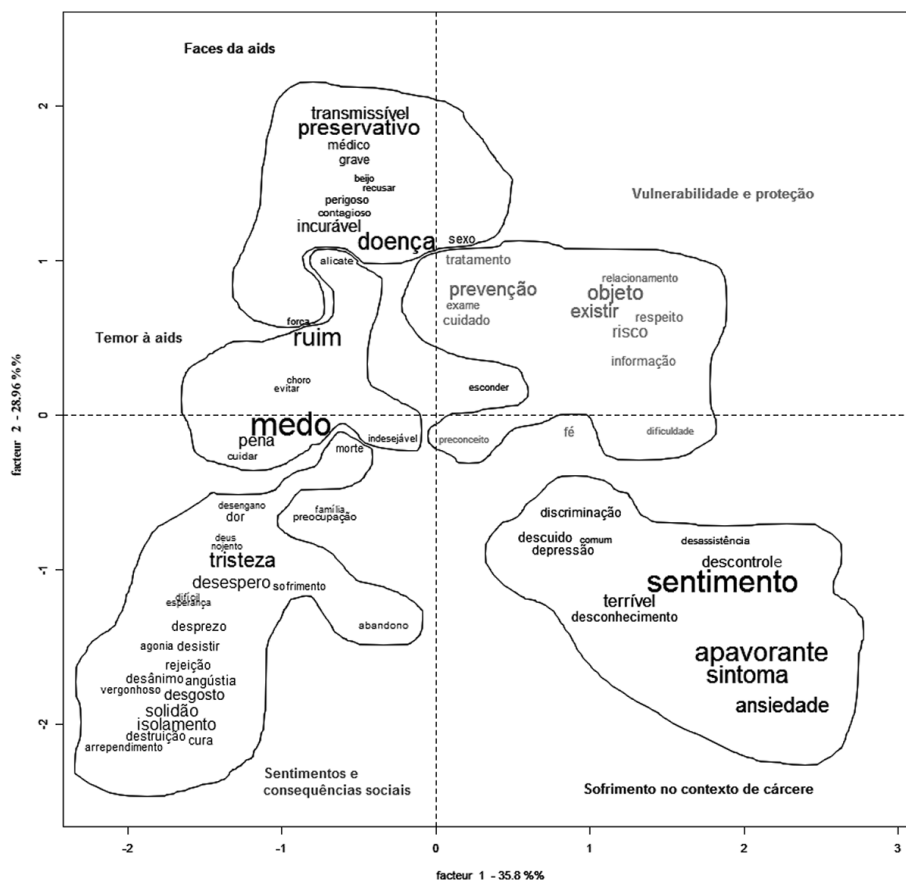 Faces da aids
transmissível
preservativo
médico
grave
beijo
recusar
perigoso
contagioso
incurável
doença
sexo
alicate
Vulnerabilidade e proteção
tratamento
relacionamento
prevenção
objeto
exame
existir
cuidado
respeito
risco
informação
esconder
preconceito
fé
dificuldade
Temor à aids
força
ruim
choro
evitar
medo
pena
indesejável
cuidar
morte
desengano
dor
família
preocupação
deus
nojento
tristeza
desespero
sofrimento
difícil
esperança
desprezo
abandono
agonia
desistir
rejeição
desânimo
angústia
vergonhoso
desgosto
solidão
isolamento
destruição
cura
arrependimento
Sentimentos e
consequências sociais
discriminação
descuido
comum
desassistência
depressão
descontrole
sentimento
terrível
desconhecimento
apavorante
sintoma
ansiedade
Sofrimento no contexto de cárcere
2
1
0
-1
-2
facteur 2 - 28.96 %%
-2
-1
0
1
2
3
facteur 1 - 35.8 %%